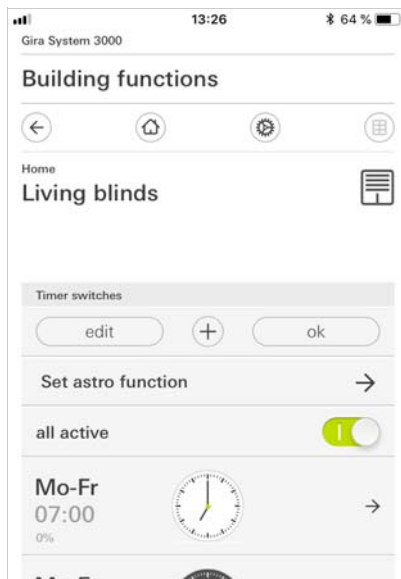 13:26
64 %
Gira System 3000
Building functions
Home
Living blinds
Timer switches
edit
ok
Set astro function
all active
Mo-Fr
07:00
0%